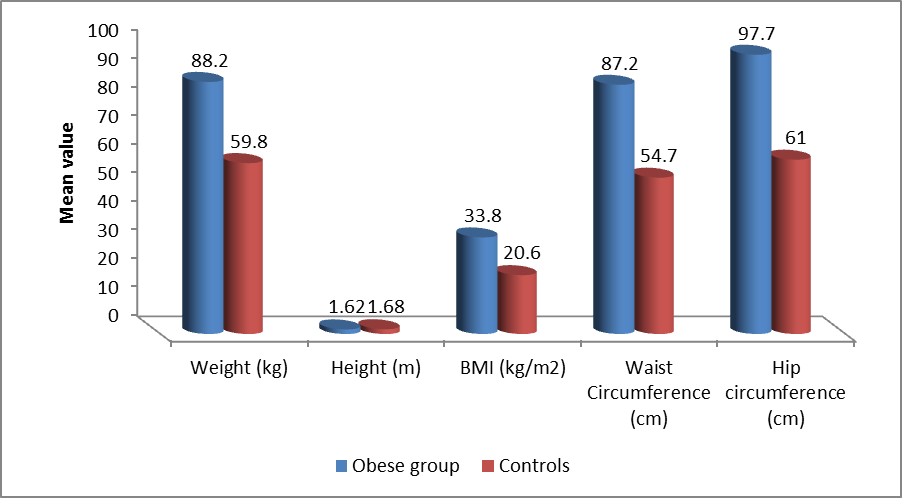 100
90
80
70
60
50
40
30
20
10
0
Mean value
88.2
59.8
1.62
1.68
33.8
20.6
87.2
54.7
97.7
61
Weight (kg)
Height (m)
BMI (kg/m2)
Waist
Circumference
(cm)
Hip
circumference
(cm)
Obese group
Controls